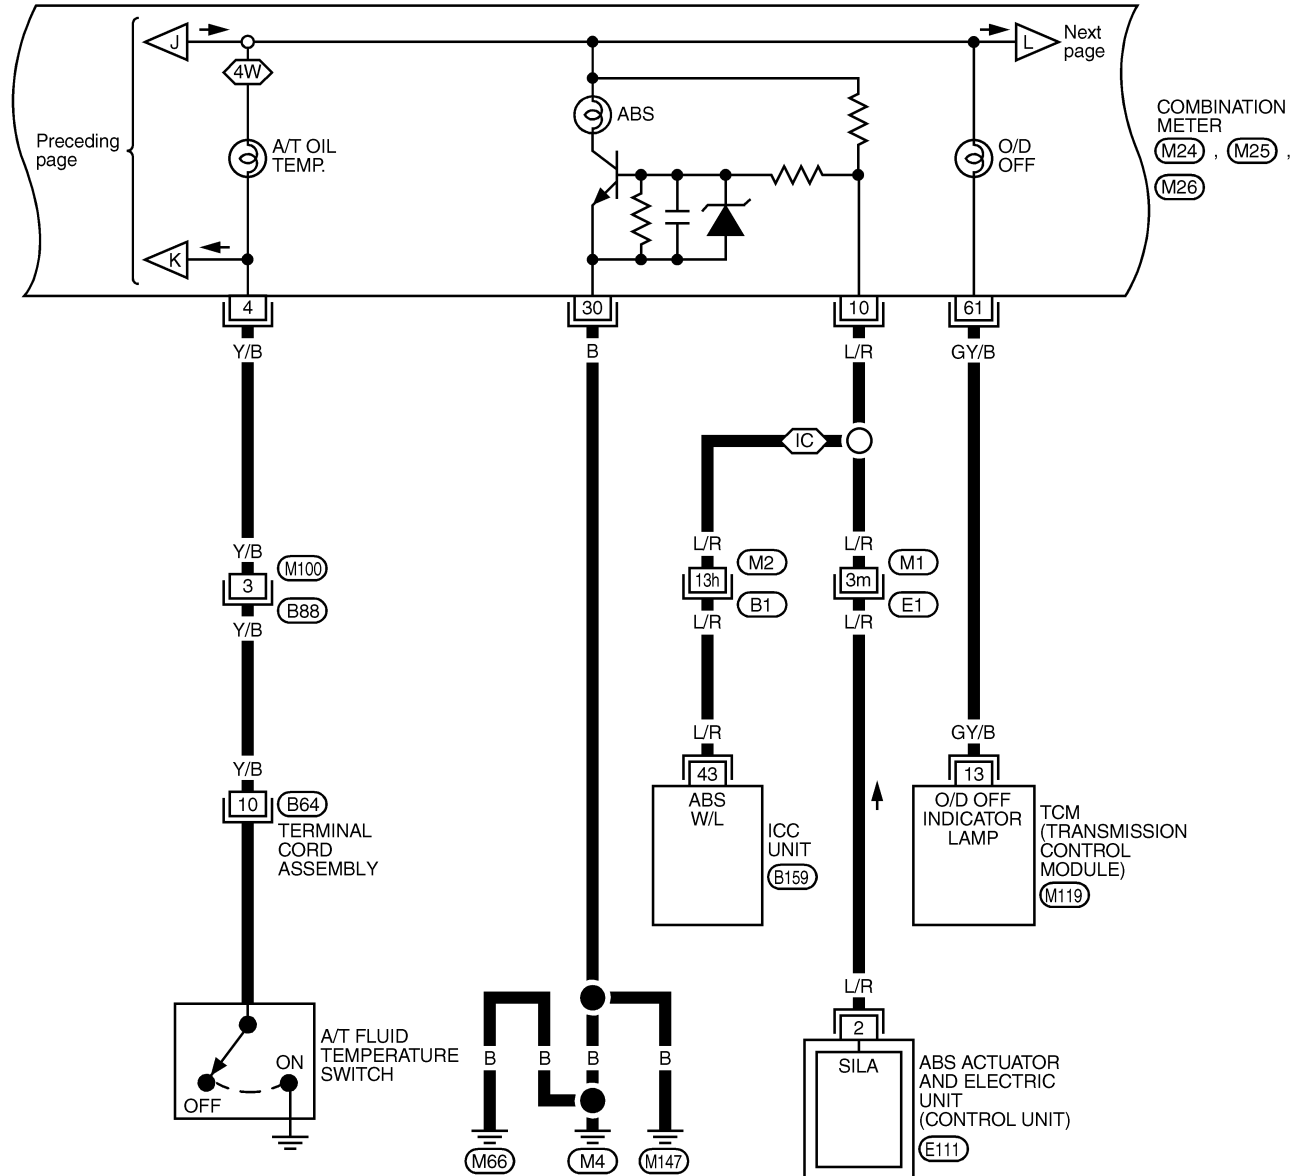 J
L
Next
page
4W
ABS
Preceding
page
A/T OIL
TEMP.
O/D
OFF
COMBINATION
METER
M24 , M25 ,
M26
K
4
30
10
61
Y/B
B
L/R
GY/B
IC
Y/B
L/R
L/R
M100
M2
M1
3
13h
3m
B88
B1
E1
Y/B
L/R
L/R
L/R
GY/B
Y/B
43
13
10
B64
TERMINAL
CORD
ASSEMBLY
ABS
W/L
ICC
UNIT
B159
O/D OFF
INDICATOR
LAMP
TCM
(TRANSMISSION
CONTROL
MODULE)
M119
L/R
2
SILA
ABS ACTUATOR
AND ELECTRIC
UNIT
(CONTROL UNIT)
E111
A/T FLUID
TEMPERATURE
SWITCH
ON
OFF
B B B B
M66 M4 M147